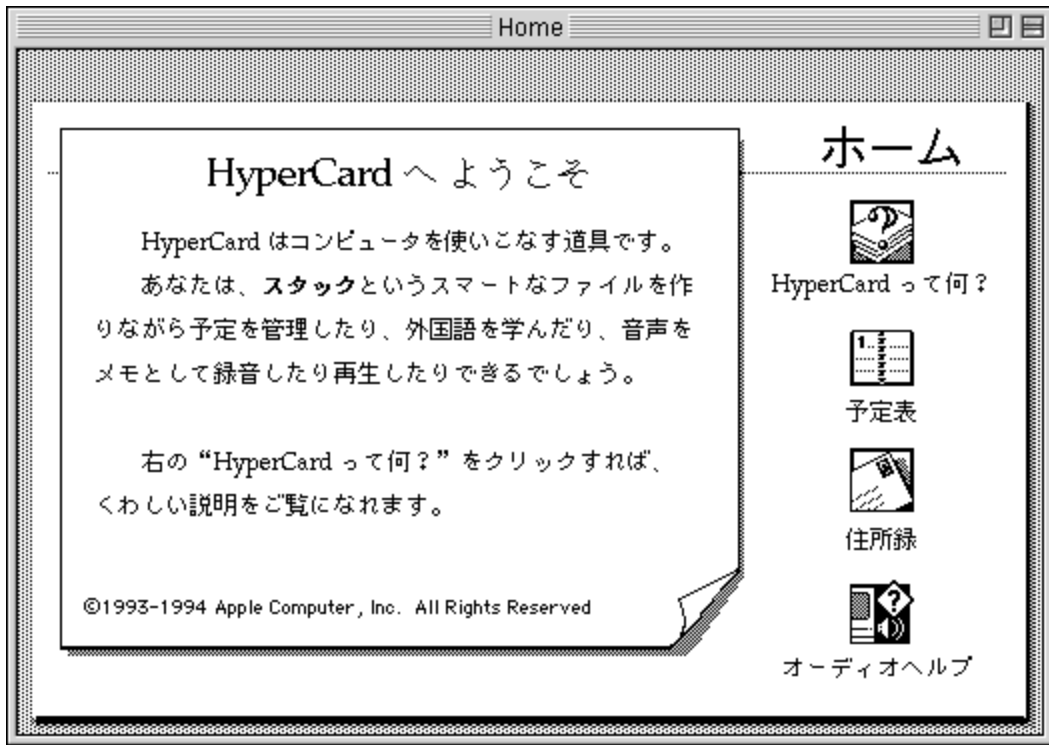 Home
HyperCard へ ようこそ
HyperCard はコンピュータを使いこなす道具です。
あなたは、スタックというスマートなファイルを作
りながら予定を管理したり、外国語を学んだり、音声を
メモとして録音したり再生したりできるでしょう。
右の“HyperCard って何？”をクリックすれば、
くわしい説明をご覧になれます。
©1993-1994 Apple Computer, Inc. All Rights Reserved
ホーム
HyperCard って何？
1
予定表
住所録
?
オーディオヘルプ